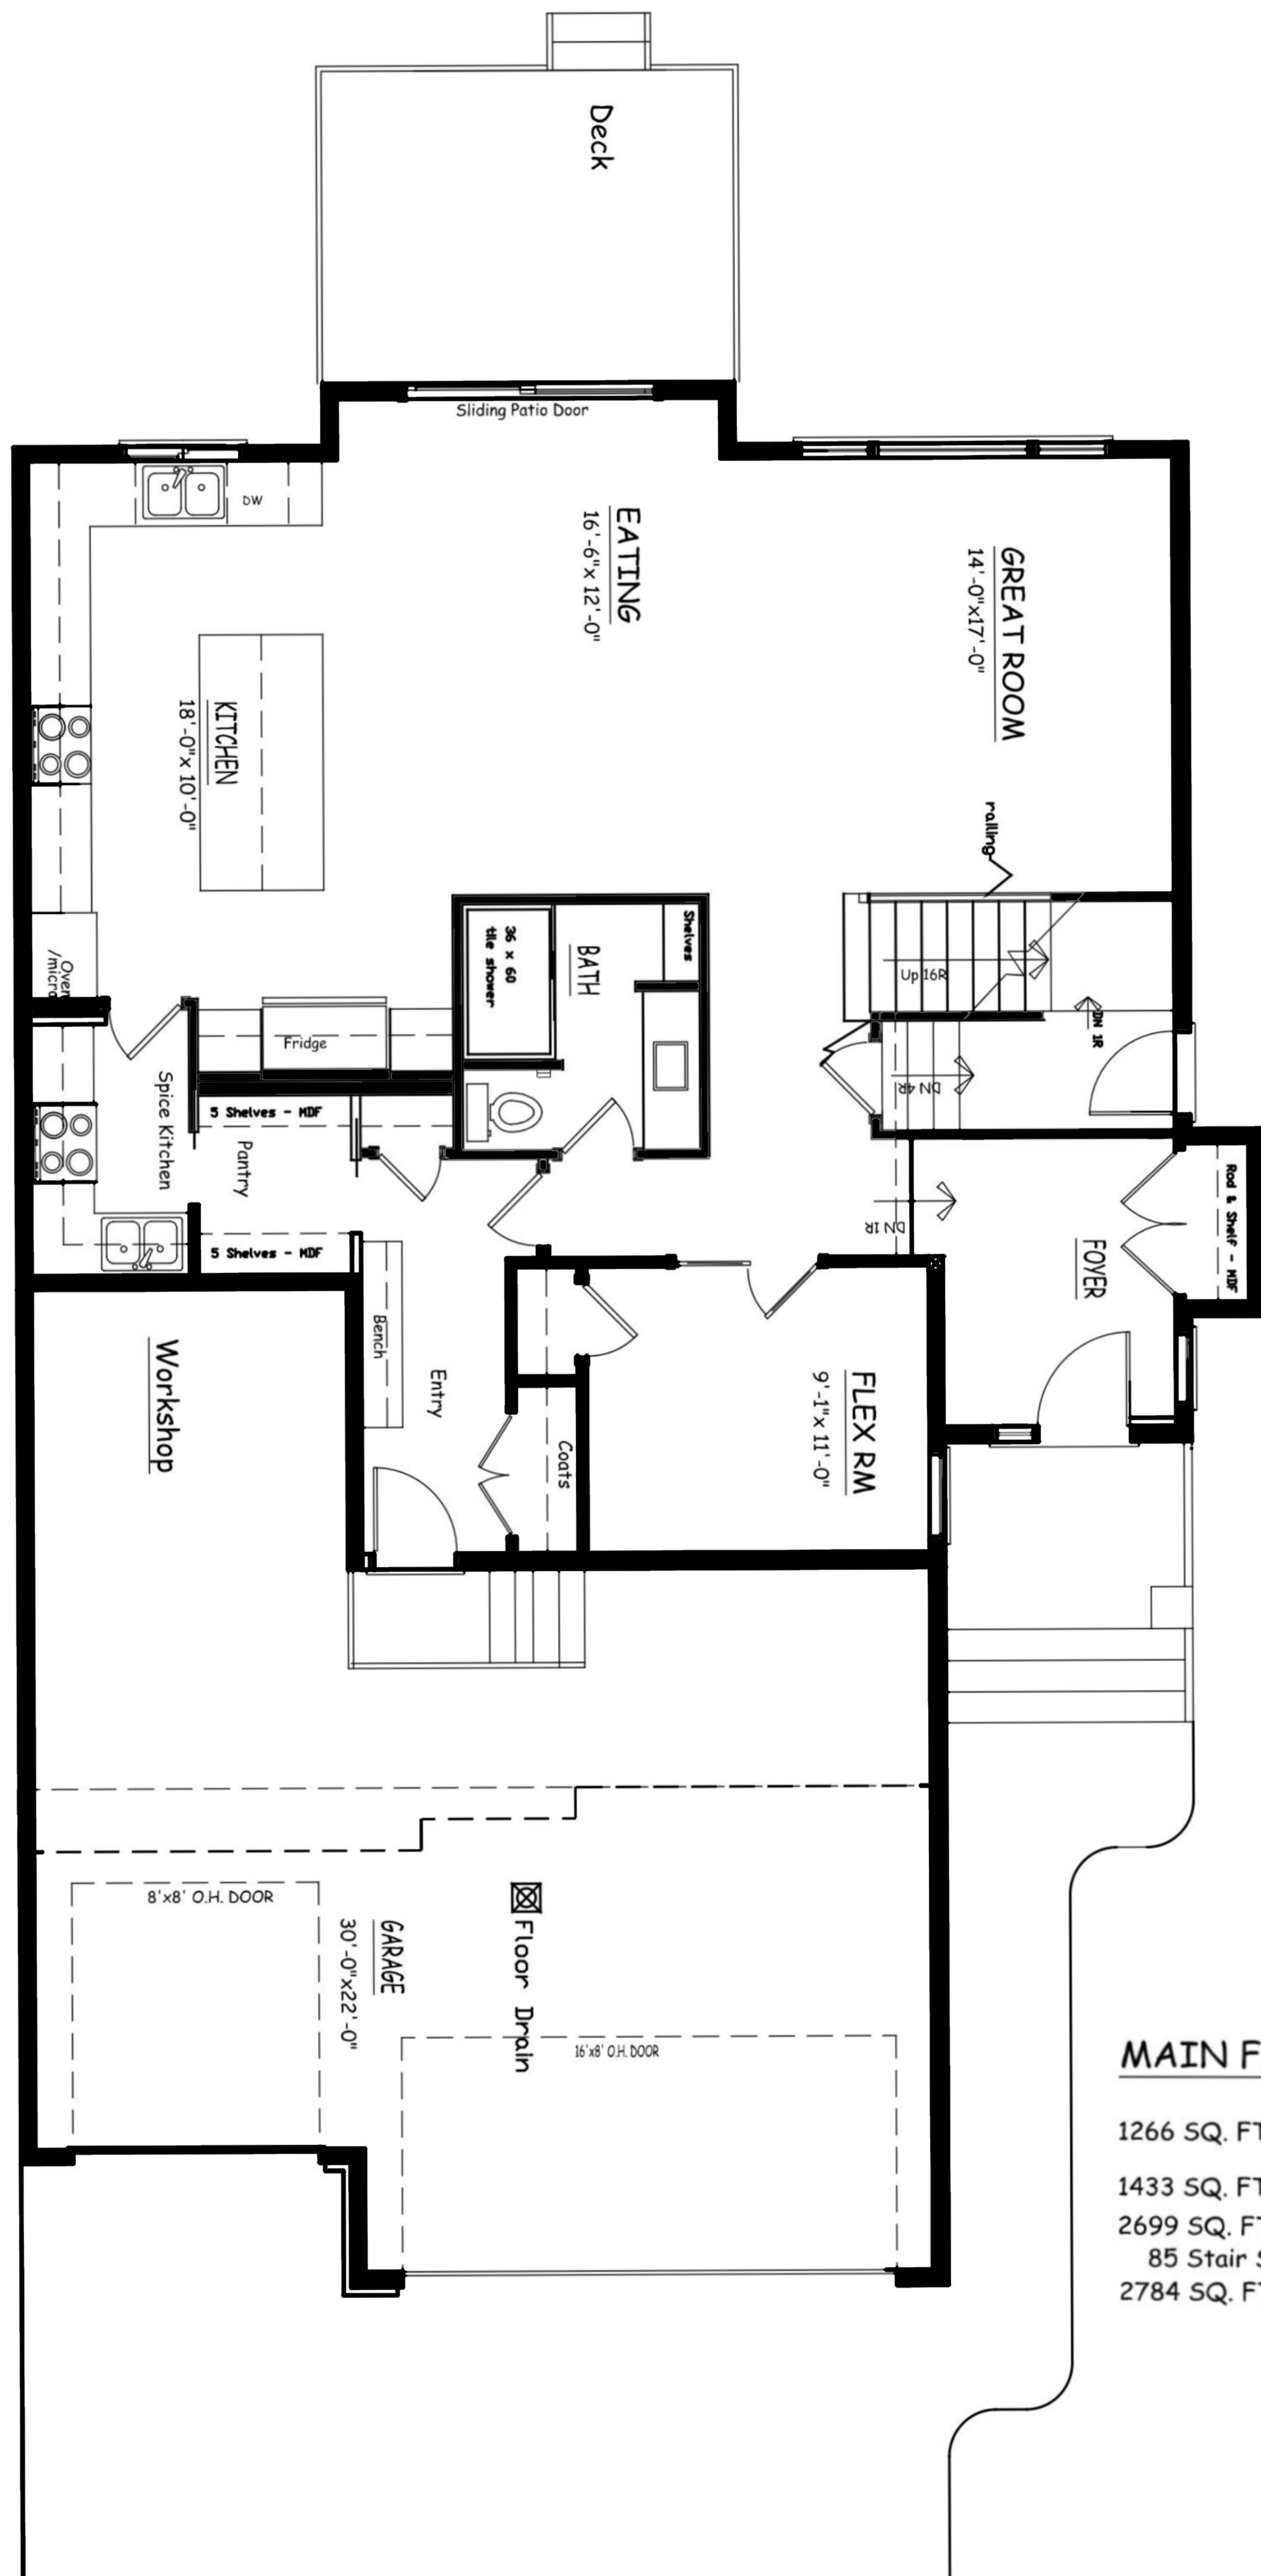 Deck
Sliding Patio Door
DW
EATING
16'-6"x 12'-0"
GREAT ROOM
14'-0"x17'-0"
KITCHEN
18'-0"x 10'-0"
railing
Shelves
BATH
36 x 60
tile shower
Up 16R
Oven
/micro
DN 1R
Fridge
DN 4R
Spice Kitchen
5 Shelves - MDF
Pantry
5 Shelves - MDF
Rod & Shelf - MDF
DN 1R
FOYER
Bench
Entry
Workshop
Coats
FLEX RM
9'-1"x 11'-0"
8'x8' O.H. DOOR
GARAGE
30'-0"x22'-0"
Floor Drain
16'x8' O.H. DOOR
MAIN F
1266 SQ. FT
1433 SQ. FT
2699 SQ. FT
85 Stair S
2784 SQ. FT